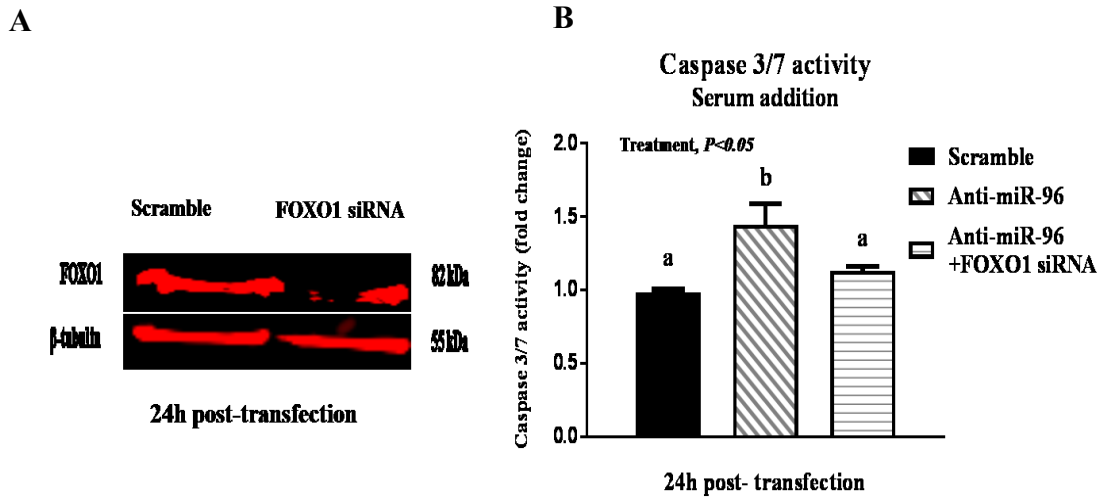 A
Scramble
FOXO1 siRNA
FOXO1
82 kDa
β-tubulin
55 kDa
24h post-transfection
B
Caspase 3/7 activity
Serum addition
Caspase 3/7 activity (fold change)
2.0
1.5
1.0
0.5
0.0
Treatment, P<0.05
a
b
a
24h post- transfection
Scramble
Anti-miR-96
Anti-miR-96
+FOXO1 siRNA